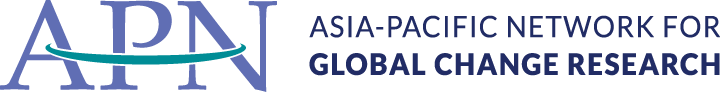 APN
ASIA-PACIFIC NETWORK FOR
GLOBAL CHANGE RESEARCH